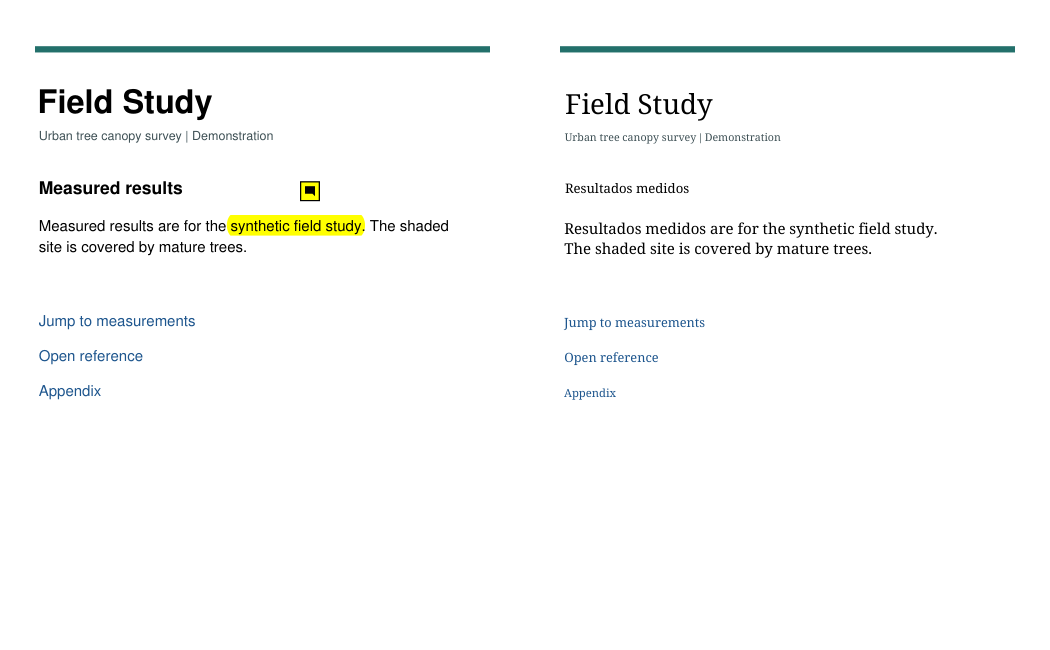 Field Study
Urban tree canopy survey | Demonstration
Measured results
Measured results are for the synthetic field study. The shaded
site is covered by mature trees.
Jump to measurements
Open reference
Appendix
Field Study
Urban tree canopy survey | Demonstration
Resultados medidos
Resultados medidos are for the synthetic field study.
The shaded site is covered by mature trees.
Jump to measurements
Open reference
Appendix